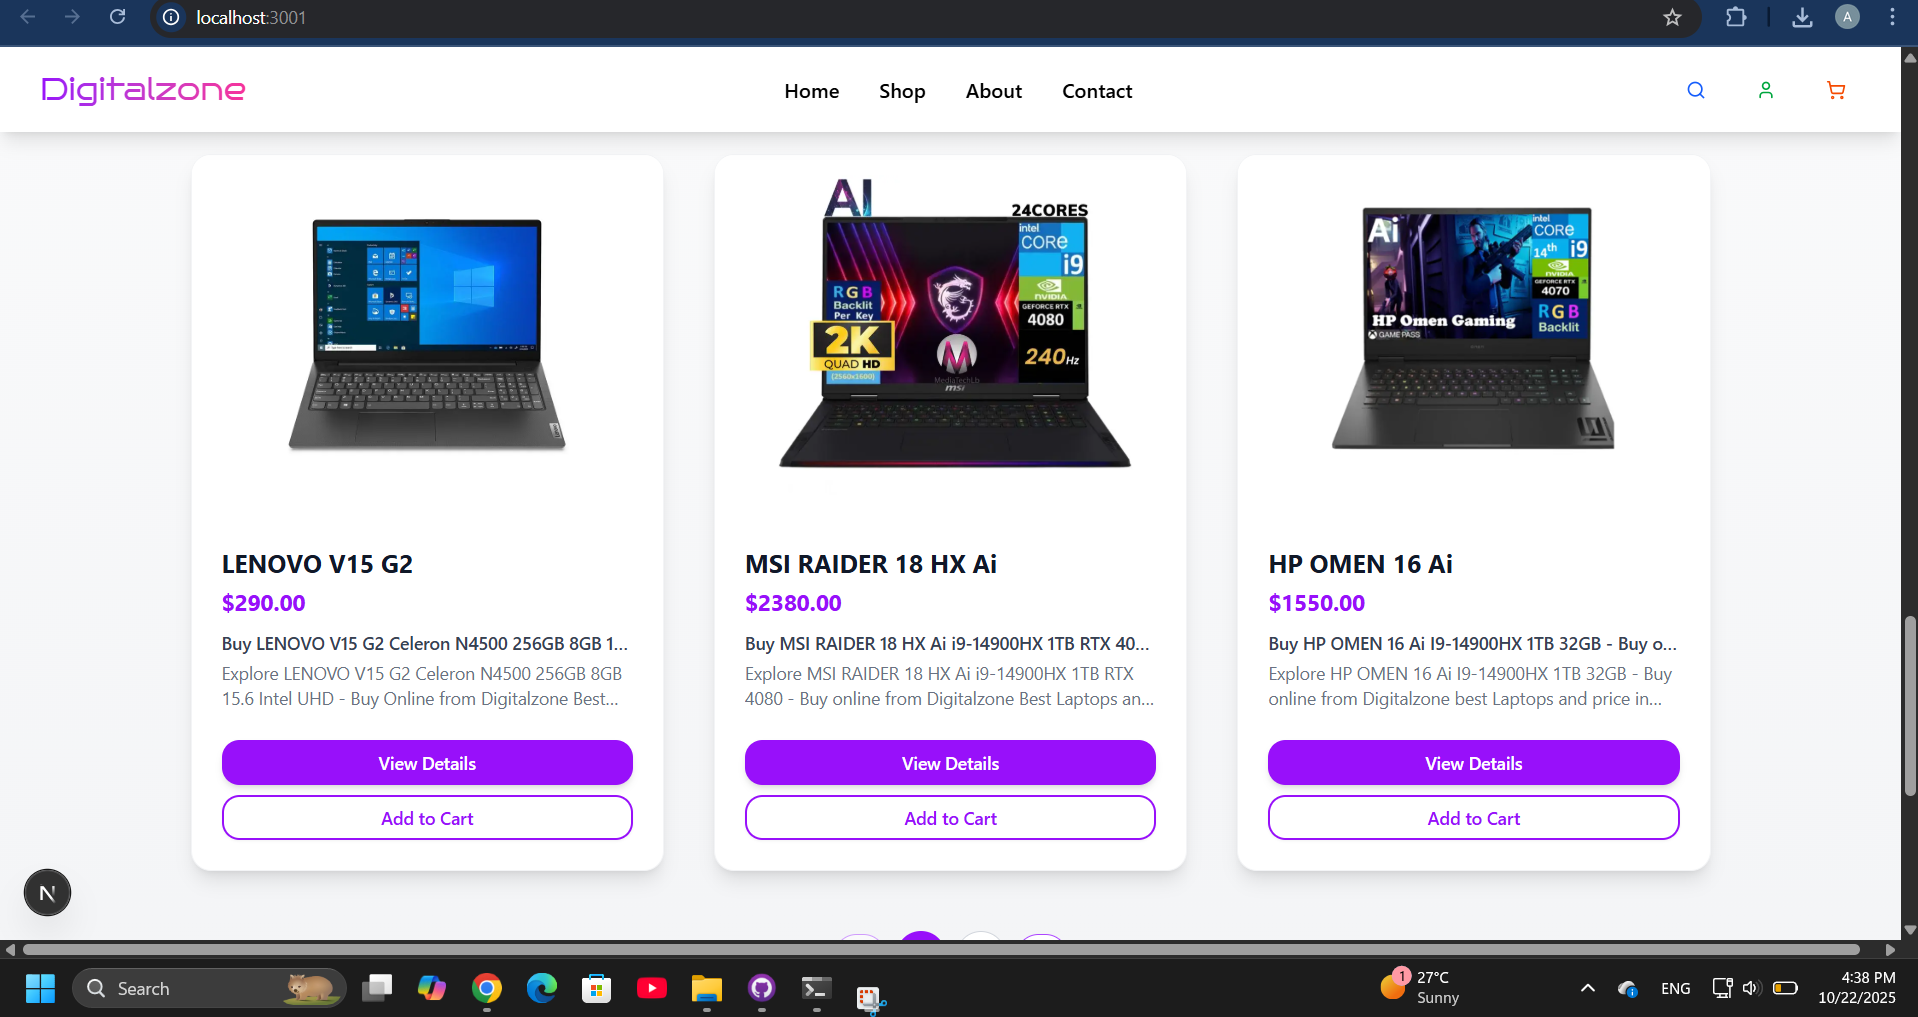 localhost:3001
A
Digitalzone
Home
Shop
About
Contact
AI
24CORES
intel
CORE
i9
NVIDIA
GEFORCE RTX
4080
240Hz
RGB
Backlit
Per Key
2K
QUAD HD
(2560x1600)
MediaTechLb
msi
Ai
intel
CORE
14th i9
NVIDIA
GEFORCE RTX
4070
RGB
Backlit
HP Omen Gaming
GAME PASS
Lenovo
LENOVO V15 G2
$290.00
Buy LENOVO V15 G2 Celeron N4500 256GB 8GB 1...
Explore LENOVO V15 G2 Celeron N4500 256GB 8GB
15.6 Intel UHD - Buy Online from Digitalzone Best...
View Details
Add to Cart
MSI RAIDER 18 HX Ai
$2380.00
Buy MSI RAIDER 18 HX Ai i9-14900HX 1TB RTX 40...
Explore MSI RAIDER 18 HX Ai i9-14900HX 1TB RTX
4080 - Buy online from Digitalzone Best Laptops an...
View Details
Add to Cart
HP OMEN 16 Ai
$1550.00
Buy HP OMEN 16 Ai I9-14900HX 1TB 32GB - Buy o...
Explore HP OMEN 16 Ai I9-14900HX 1TB 32GB - Buy
online from Digitalzone best Laptops and price in...
View Details
Add to Cart
N
Search
1
27°C
Sunny
ENG
4:38 PM
10/22/2025